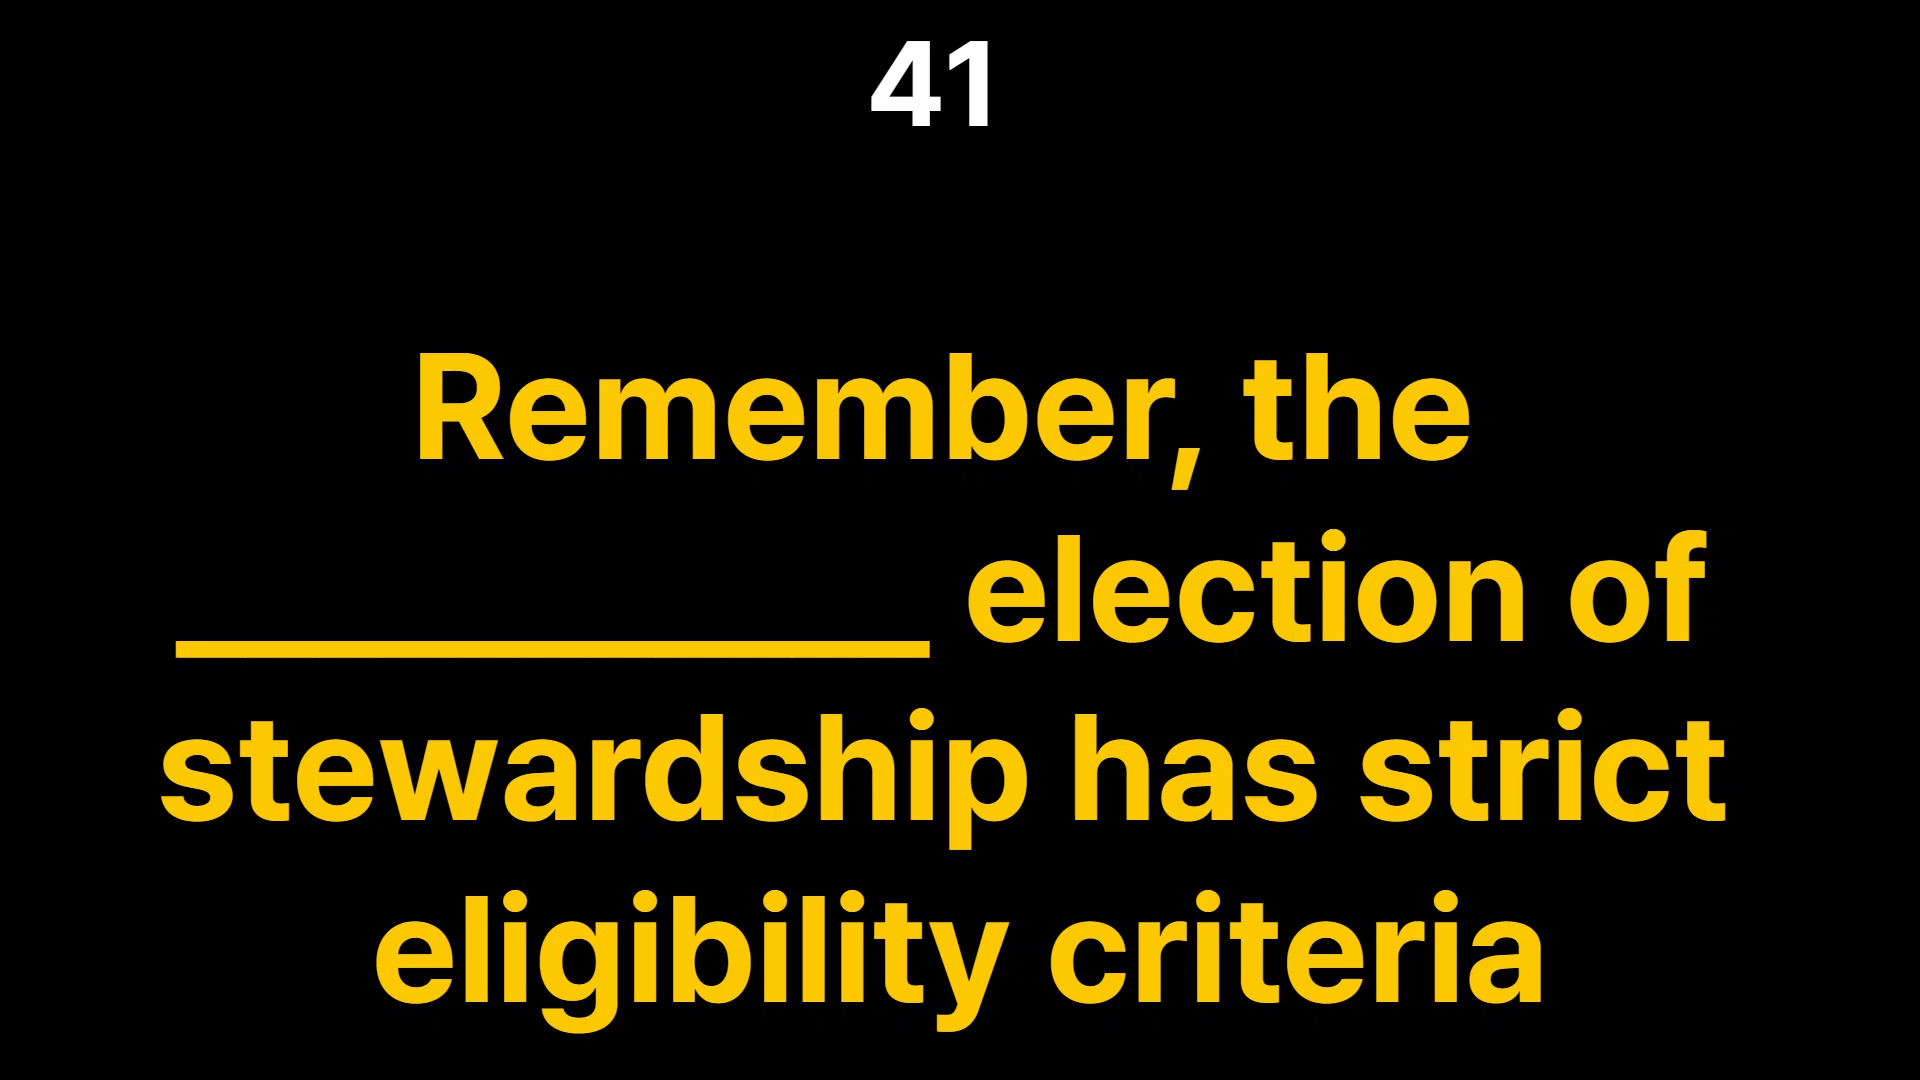 41
Remember, the
___________ election of
stewardship has strict
eligibility criteria